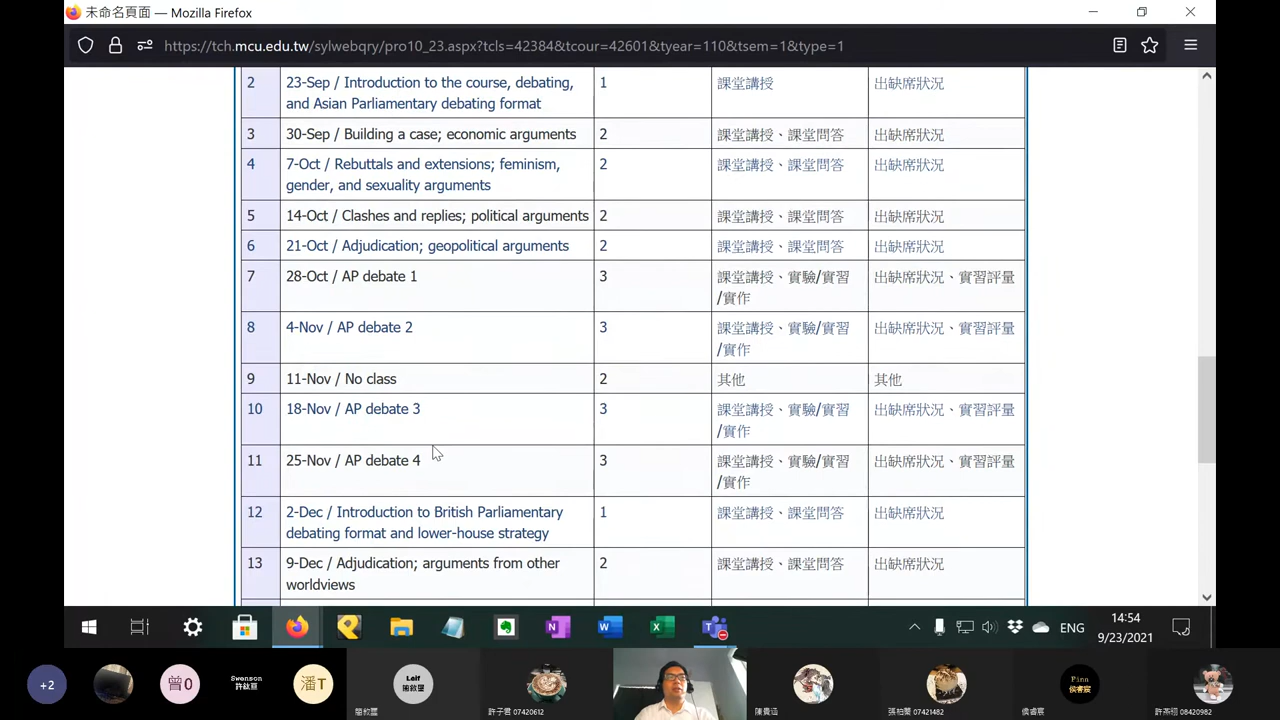 未命名頁面 — Mozilla Firefox
https://tch.mcu.edu.tw/sylwebqry/pro10_23.aspx?tcls=42384&tcour=42601&tyear=110&tsem=1&type=1
2 23-Sep / Introduction to the course, debating, 1 課堂講授 出缺席狀況
and Asian Parliamentary debating format
3 30-Sep / Building a case; economic arguments 2 課堂講授、課堂問答 出缺席狀況
4 7-Oct / Rebuttals and extensions; feminism, 2 課堂講授、課堂問答 出缺席狀況
gender, and sexuality arguments
5 14-Oct / Clashes and replies; political arguments 2 課堂講授、課堂問答 出缺席狀況
6 21-Oct / Adjudication; geopolitical arguments 2 課堂講授、課堂問答 出缺席狀況
7 28-Oct / AP debate 1 3 課堂講授、實驗/實習 出缺席狀況、實習評量
/實作
8 4-Nov / AP debate 2 3 課堂講授、實驗/實習 出缺席狀況、實習評量
/實作
9 11-Nov / No class 2 其他 其他
10 18-Nov / AP debate 3 3 課堂講授、實驗/實習 出缺席狀況、實習評量
/實作
11 25-Nov / AP debate 4 3 課堂講授、實驗/實習 出缺席狀況、實習評量
/實作
12 2-Dec / Introduction to British Parliamentary 1 課堂講授、課堂問答 出缺席狀況
debating format and lower-house strategy
13 9-Dec / Adjudication; arguments from other 2 課堂講授、課堂問答 出缺席狀況
worldviews
ENG
14:54
9/23/2021
+2
曾0
Swenson
潘T
Leif
許子君 07420612
陳貴函
07421482
Pinn
侯睿宸
侯睿宸
08420982